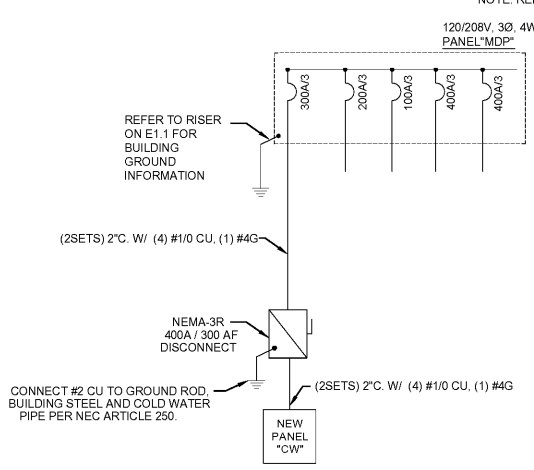 NOTE: REF
120/208V, 3Ø, 4W
PANEL"MDP"
300A/3
200A/3
100A/3
400A/3
400A/3
REFER TO RISER
ON E1.1 FOR
BUILDING
GROUND
INFORMATION
(2SETS) 2"C. W/ (4) #1/0 CU, (1) #4G
NEMA-3R
400A / 300 AF
DISCONNECT
CONNECT #2 CU TO GROUND ROD,
BUILDING STEEL AND COLD WATER
PIPE PER NEC ARTICLE 250.
(2SETS) 2"C. W/ (4) #1/0 CU, (1) #4G
NEW
PANEL
"CW"